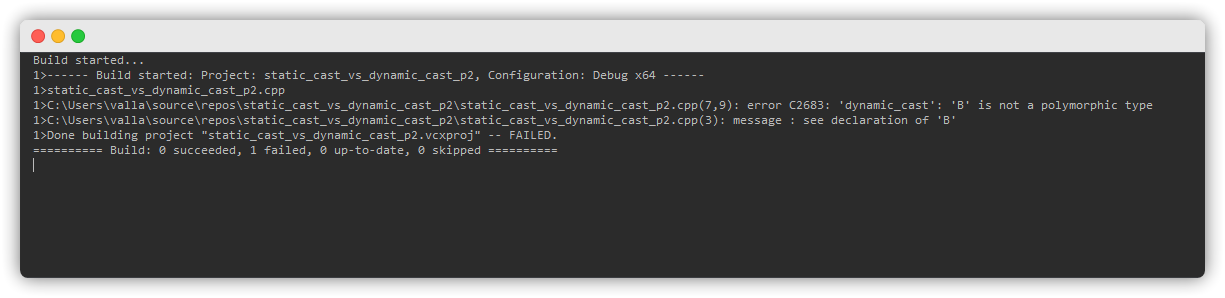 Build started...
1>------ Build started: Project: static_cast_vs_dynamic_cast_p2, Configuration: Debug x64 ------
1>static_cast_vs_dynamic_cast_p2.cpp
1>C:\Users\valla\source\repos\static_cast_vs_dynamic_cast_p2\static_cast_vs_dynamic_cast_p2.cpp(7,9): error C2683: 'dynamic_cast': 'B' is not a polymorphic type
1>C:\Users\valla\source\repos\static_cast_vs_dynamic_cast_p2\static_cast_vs_dynamic_cast_p2.cpp(3): message : see declaration of 'B'
1>Done building project "static_cast_vs_dynamic_cast_p2.vcxproj" -- FAILED.
========== Build: 0 succeeded, 1 failed, 0 up-to-date, 0 skipped ==========